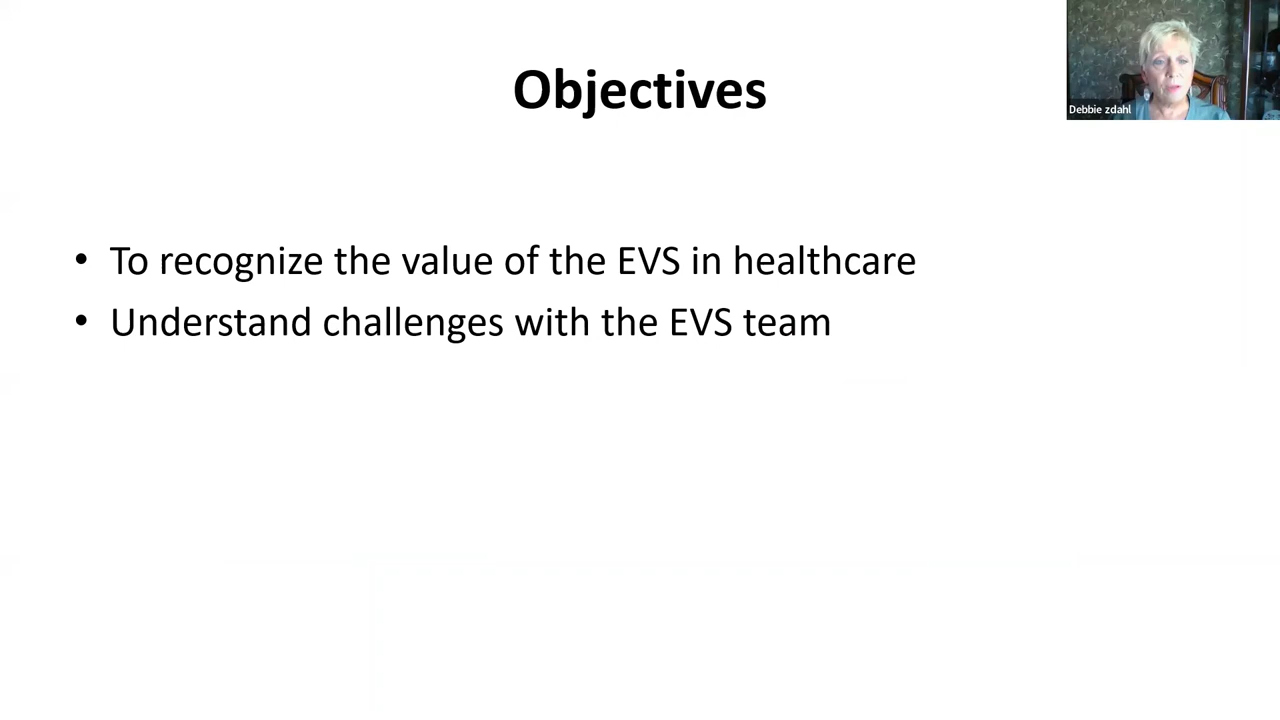 Objectives
Debbie zdahl
• To recognize the value of the EVS in healthcare
• Understand challenges with the EVS team